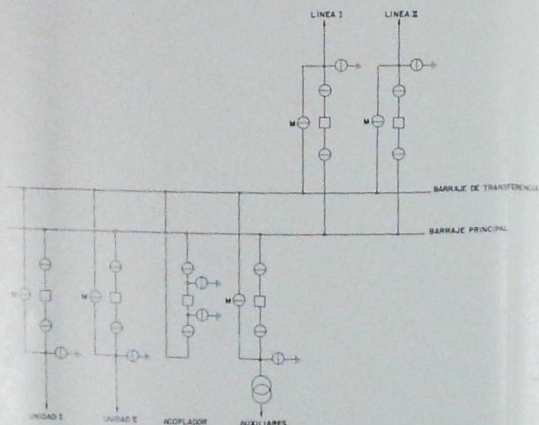 LINEA I
LINEA II
M
M
BARRAJE DE TRANSFERENCIA
BARRAJE PRINCIPAL
M
M
M
UNIDAD I
UNIDAD II
ACOPLADOR
AUXILIARES